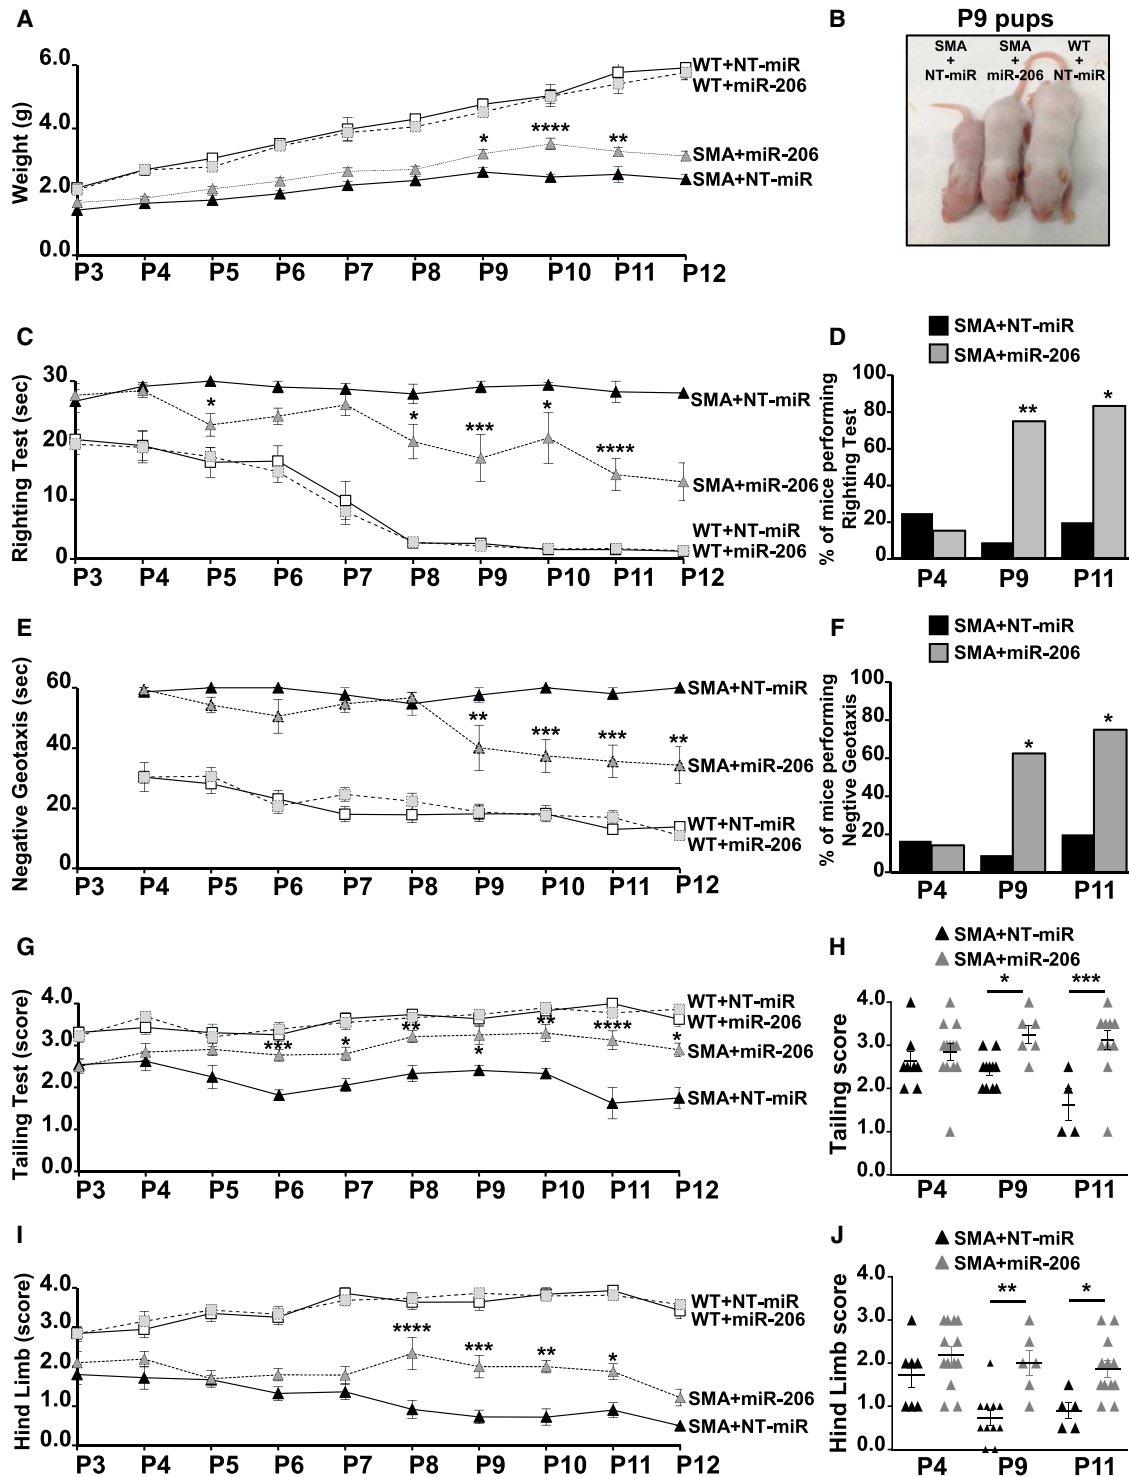 A
Weight (g)
6.0
4.0
2.0
0.0
WT+NT-miR
WT+miR-206
* **** **
SMA+miR-206
SMA+NT-miR
P3 P4 P5 P6 P7 P8 P9 P10 P11 P12
B
P9 pups
SMA + NT-miR
SMA + miR-206
WT + NT-miR
C
Righting Test (sec)
30
20
10
0
SMA+NT-miR
* * *** * ****
SMA+miR-206
WT+NT-miR
WT+miR-206
P3 P4 P5 P6 P7 P8 P9 P10 P11 P12
D
SMA+NT-miR
SMA+miR-206
% of mice performing
Righting Test
100
80
60
40
20
0
** *
P4 P9 P11
E
Negative Geotaxis (sec)
60
40
20
0
SMA+NT-miR
** *** *** **
SMA+miR-206
WT+NT-miR
WT+miR-206
P3 P4 P5 P6 P7 P8 P9 P10 P11 P12
F
SMA+NT-miR
SMA+miR-206
% of mice performing
Negtive Geotaxis
100
80
60
40
20
0
* *
P4 P9 P11
G
Tailing Test (score)
4.0
3.0
2.0
1.0
0.0
WT+NT-miR
WT+miR-206
*** * ** * ** **** *
SMA+miR-206
SMA+NT-miR
P3 P4 P5 P6 P7 P8 P9 P10 P11 P12
H
SMA+NT-miR
SMA+miR-206
Tailing score
4.0
3.0
2.0
1.0
0.0
* ***
P4 P9 P11
I
Hind Limb (score)
4.0
3.0
2.0
1.0
0.0
WT+NT-miR
WT+miR-206
**** *** ** *
SMA+miR-206
SMA+NT-miR
P3 P4 P5 P6 P7 P8 P9 P10 P11 P12
J
SMA+NT-miR
SMA+miR-206
Hind Limb score
4.0
3.0
2.0
1.0
0.0
** *
P4 P9 P11